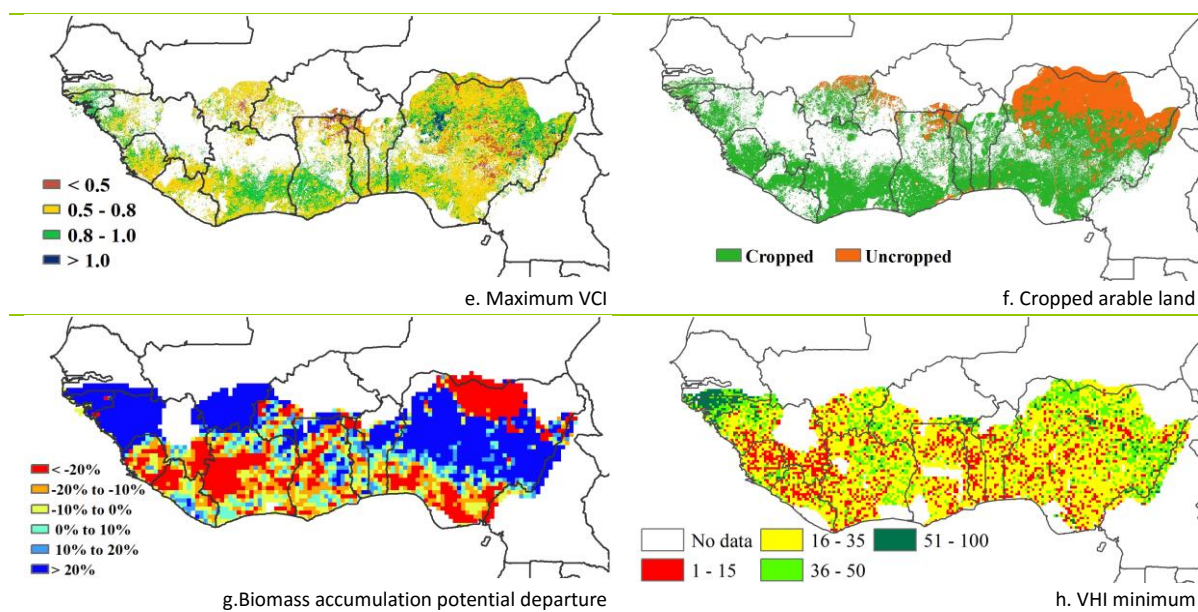 < 0.5
0.5 - 0.8
0.8 - 1.0
> 1.0
e. Maximum VCI
Cropped Uncropped
f. Cropped arable land
< -20%
-20% to -10%
-10% to 0%
0% to 10%
10% to 20%
> 20%
g.Biomass accumulation potential departure
No data 16 - 35 51 - 100
1 - 15 36 - 50
h. VHI minimum